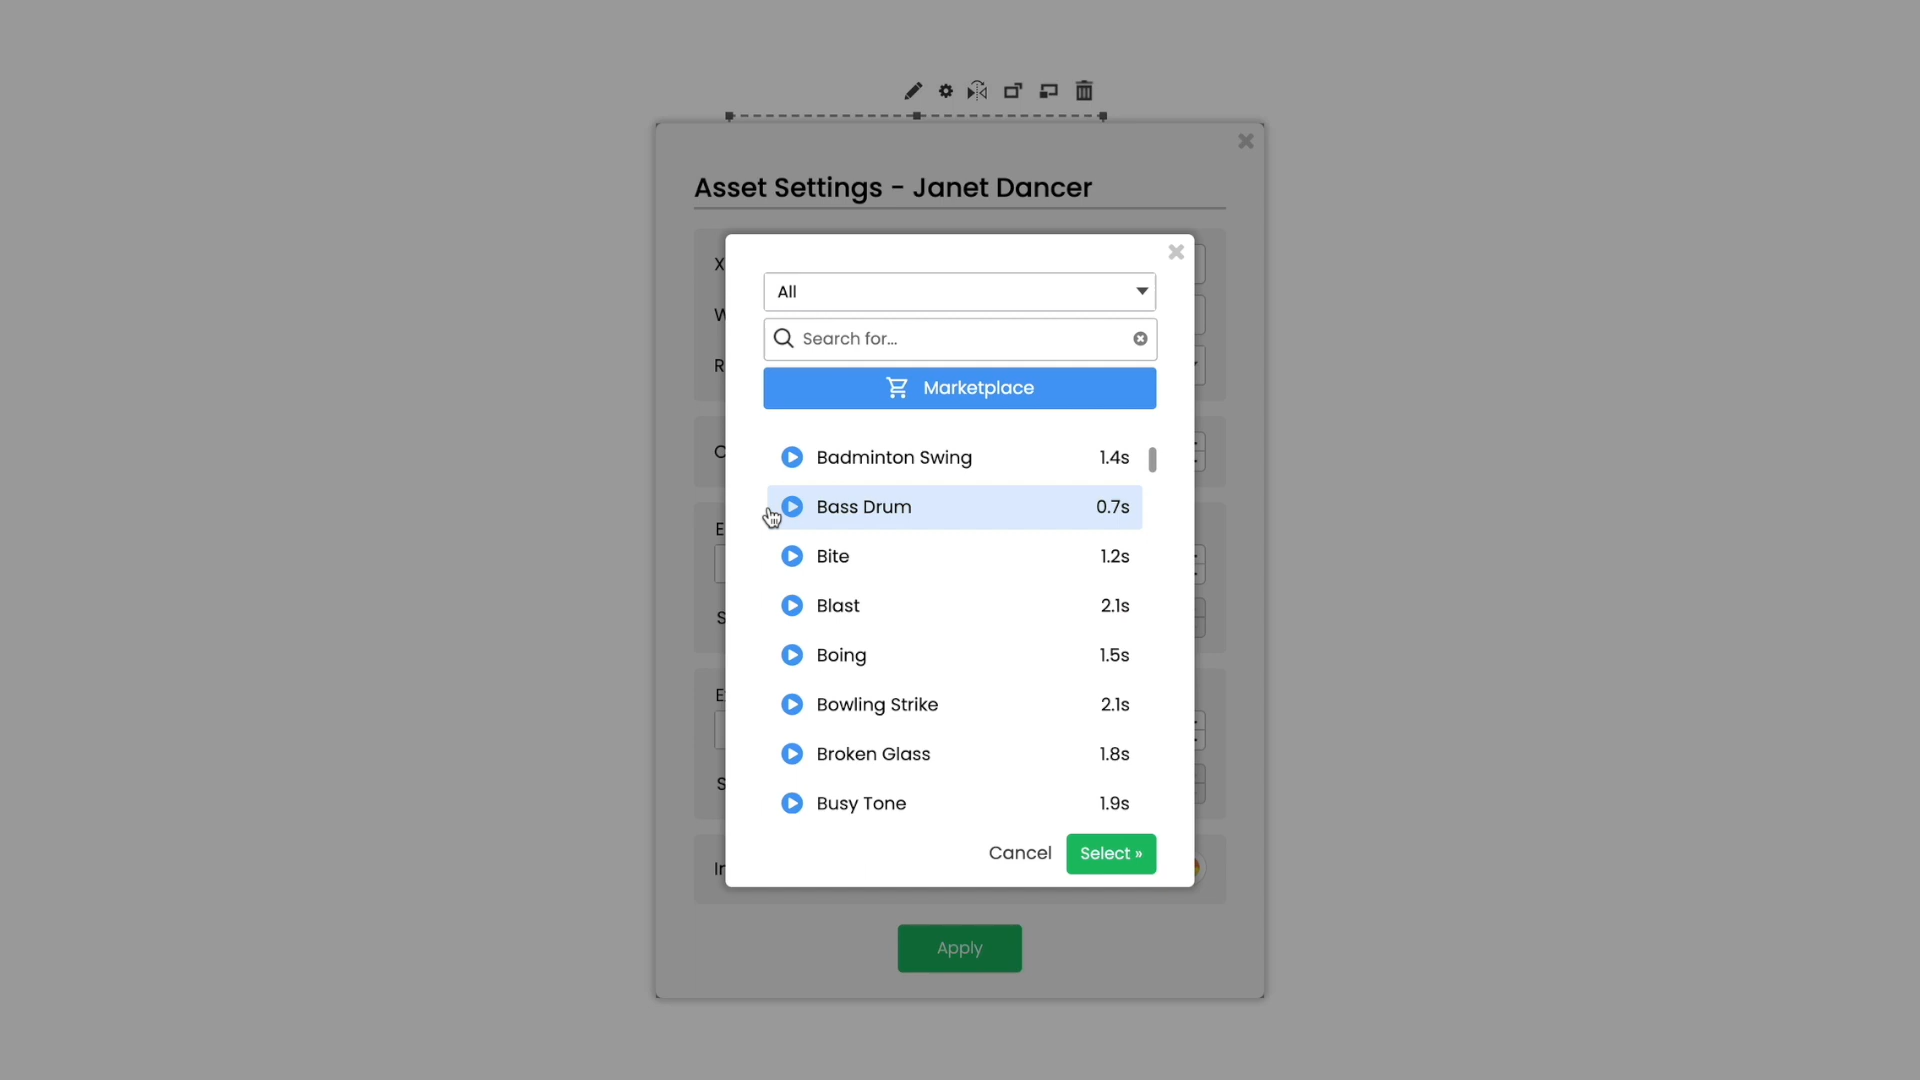 Asset Settings - Janet Dancer
All
Search for...
Marketplace
Badminton Swing 1.4s
Bass Drum 0.7s
Bite 1.2s
Blast 2.1s
Boing 1.5s
Bowling Strike 2.1s
Broken Glass 1.8s
Busy Tone 1.9s
Cancel Select »
Apply